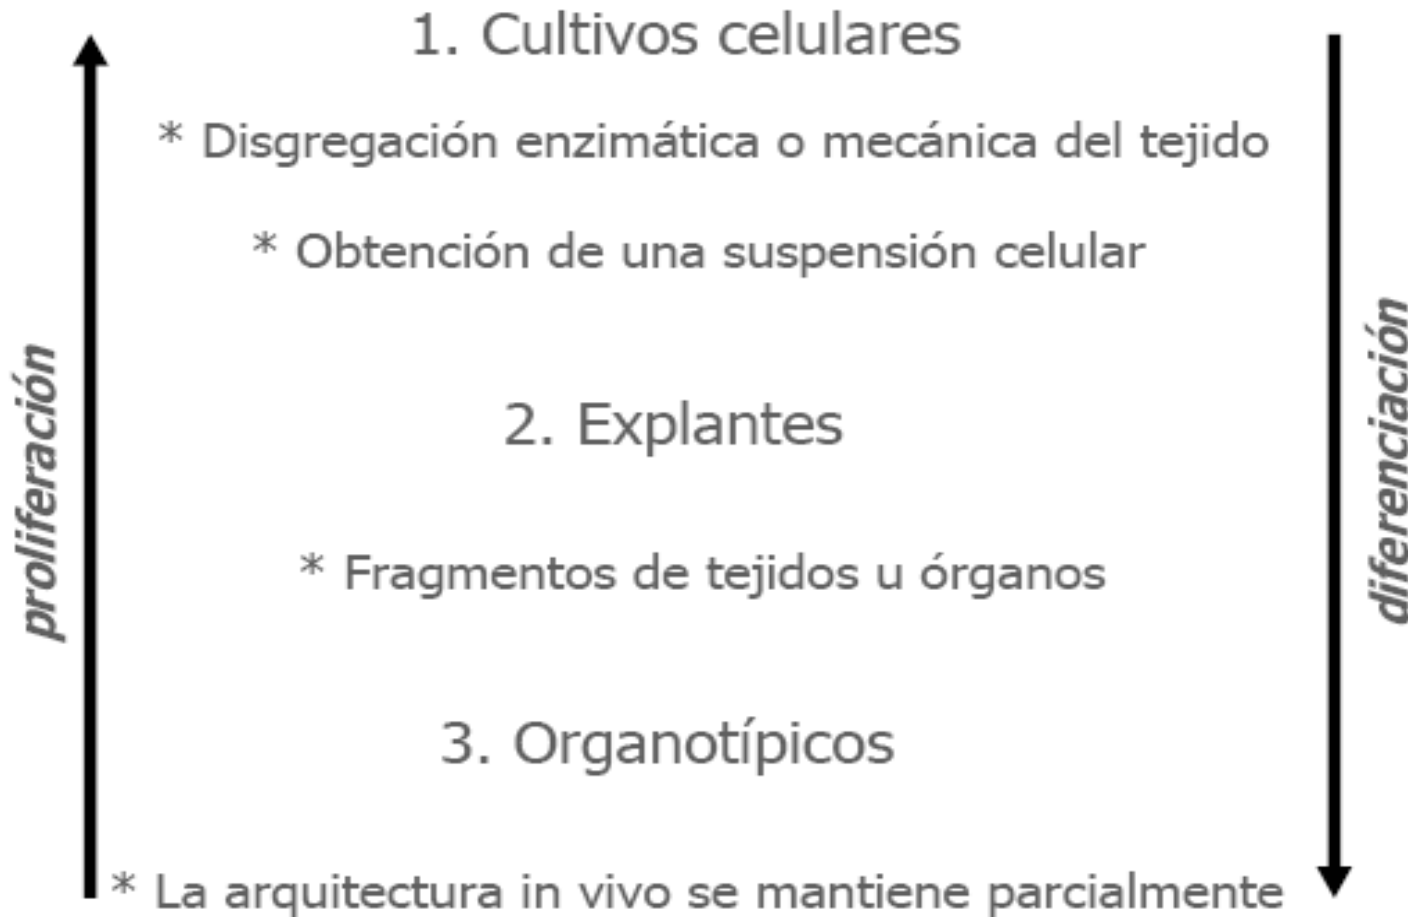 1. Cultivos celulares
* Disgregación enzimática o mecánica del tejido
* Obtención de una suspensión celular
proliferación
diferenciación
2. Explantes
* Fragmentos de tejidos u órganos
3. Organotípicos
* La arquitectura in vivo se mantiene parcialmente